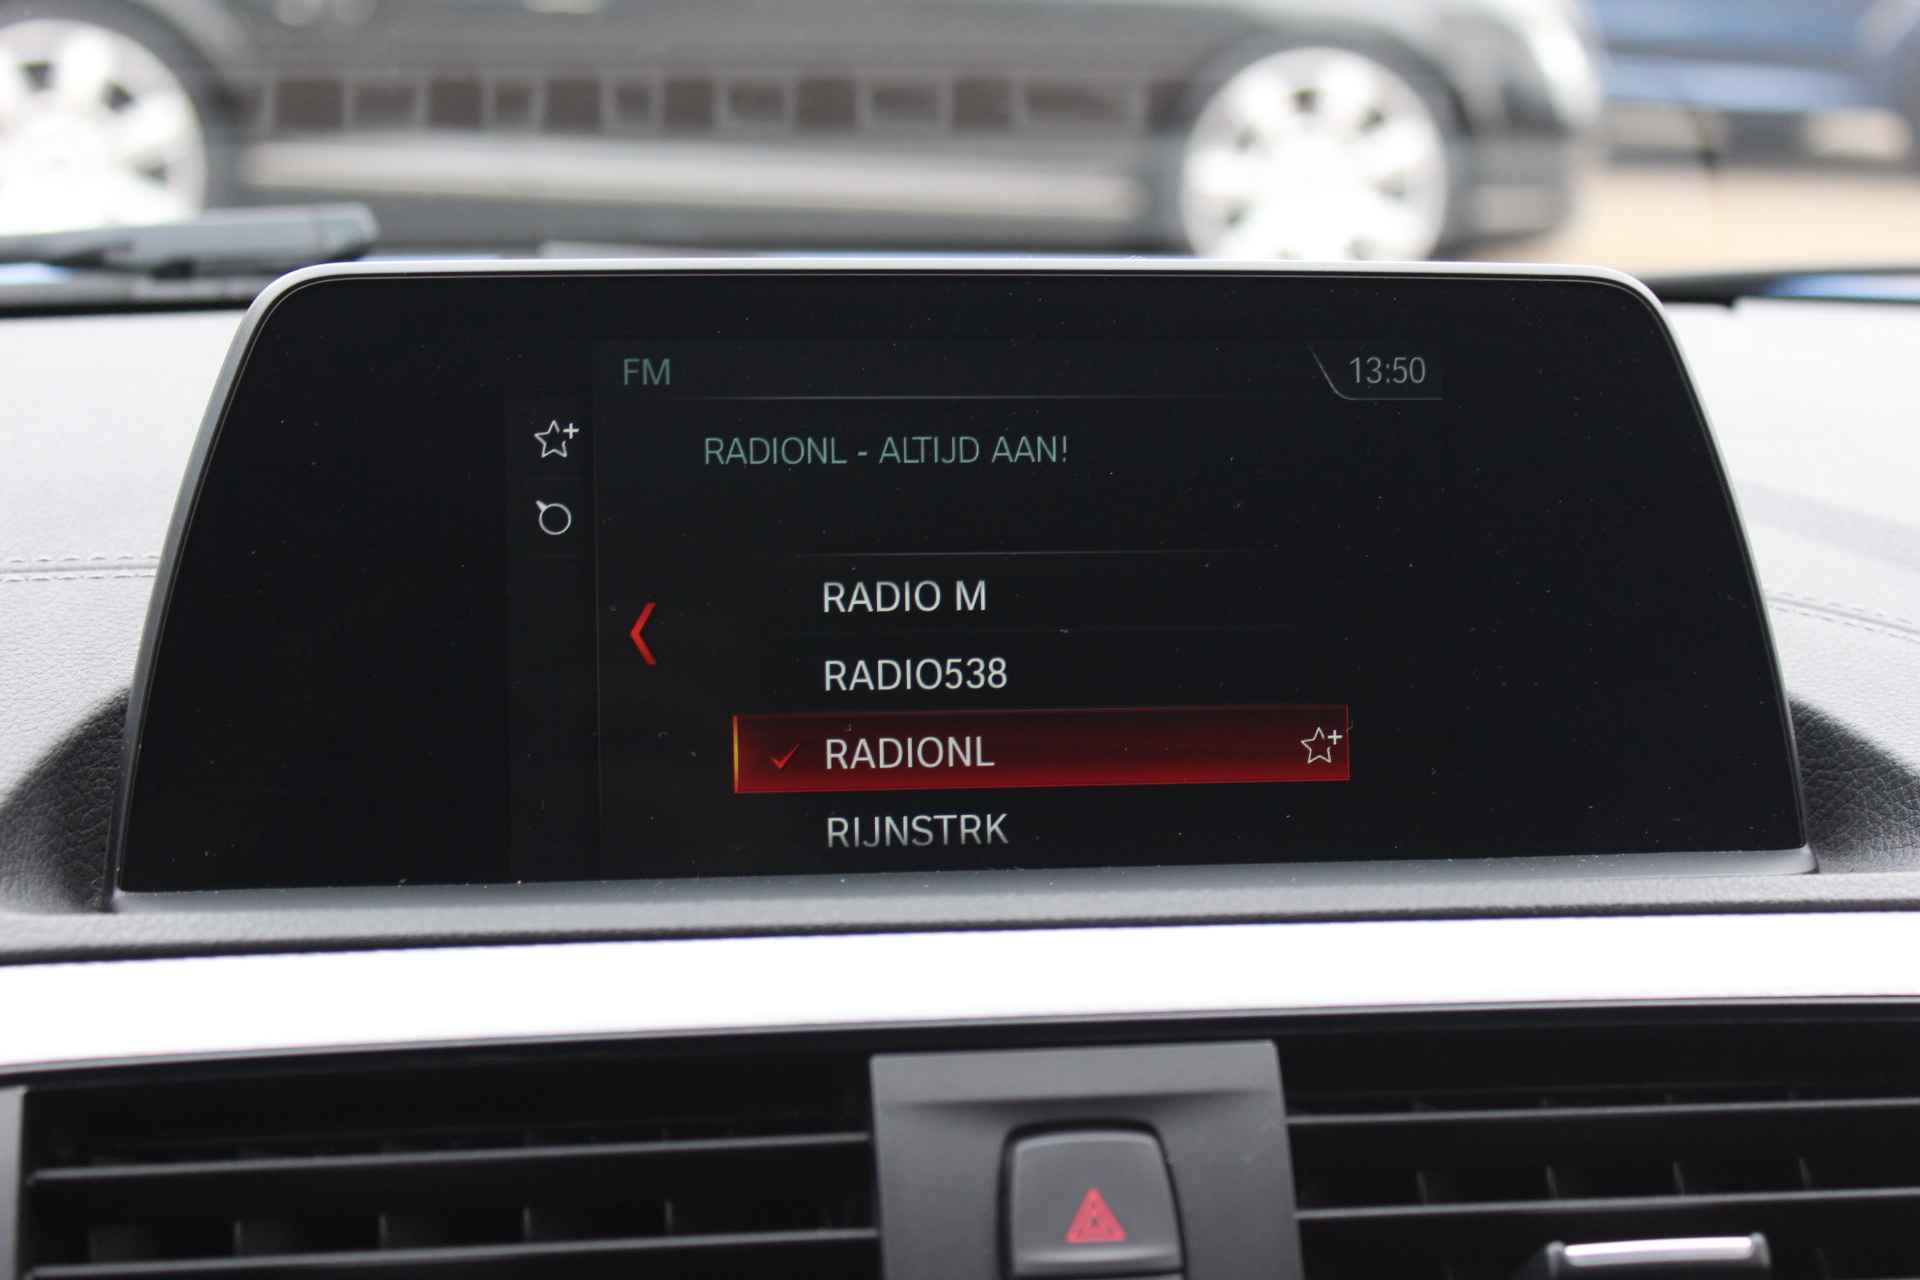 FM 13:50
RADIONL - ALTIJD AAN!
RADIO M
RADIO538
RADIONL
RIJNSTRK